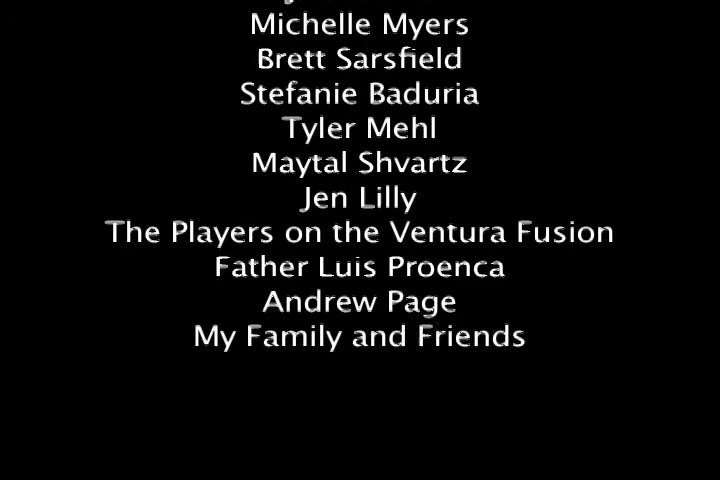 Michelle Myers
Brett Sarsfield
Stefanie Baduria
Tyler Mehl
Maytal Shvartz
Jen Lilly
The Players on the Ventura Fusion
Father Luis Proenca
Andrew Page
My Family and Friends